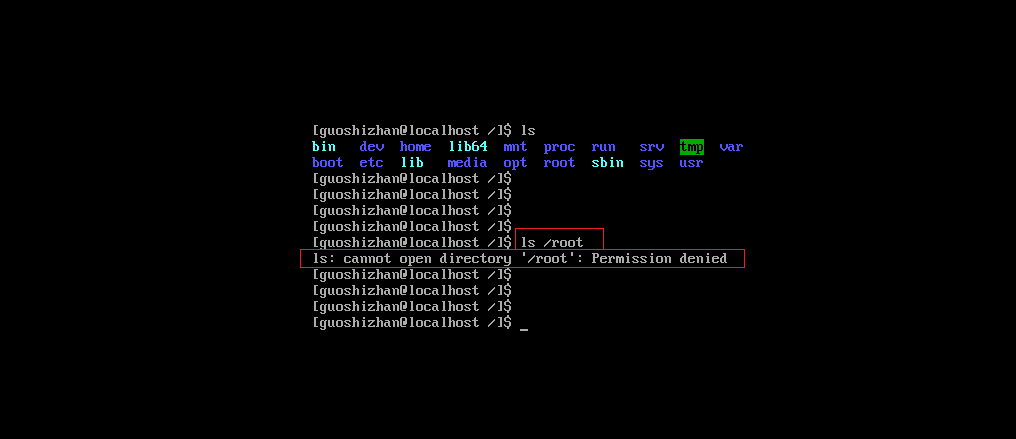 [guoshizhan@localhost /]$ ls
bin   dev  home  lib64  mnt  proc  run   srv  tmp  var
boot  etc  lib   media  opt  root  sbin  sys  usr
[guoshizhan@localhost /]$
[guoshizhan@localhost /]$
[guoshizhan@localhost /]$
[guoshizhan@localhost /]$
[guoshizhan@localhost /]$ ls /root
ls: cannot open directory '/root': Permission denied
[guoshizhan@localhost /]$
[guoshizhan@localhost /]$
[guoshizhan@localhost /]$
[guoshizhan@localhost /]$ _